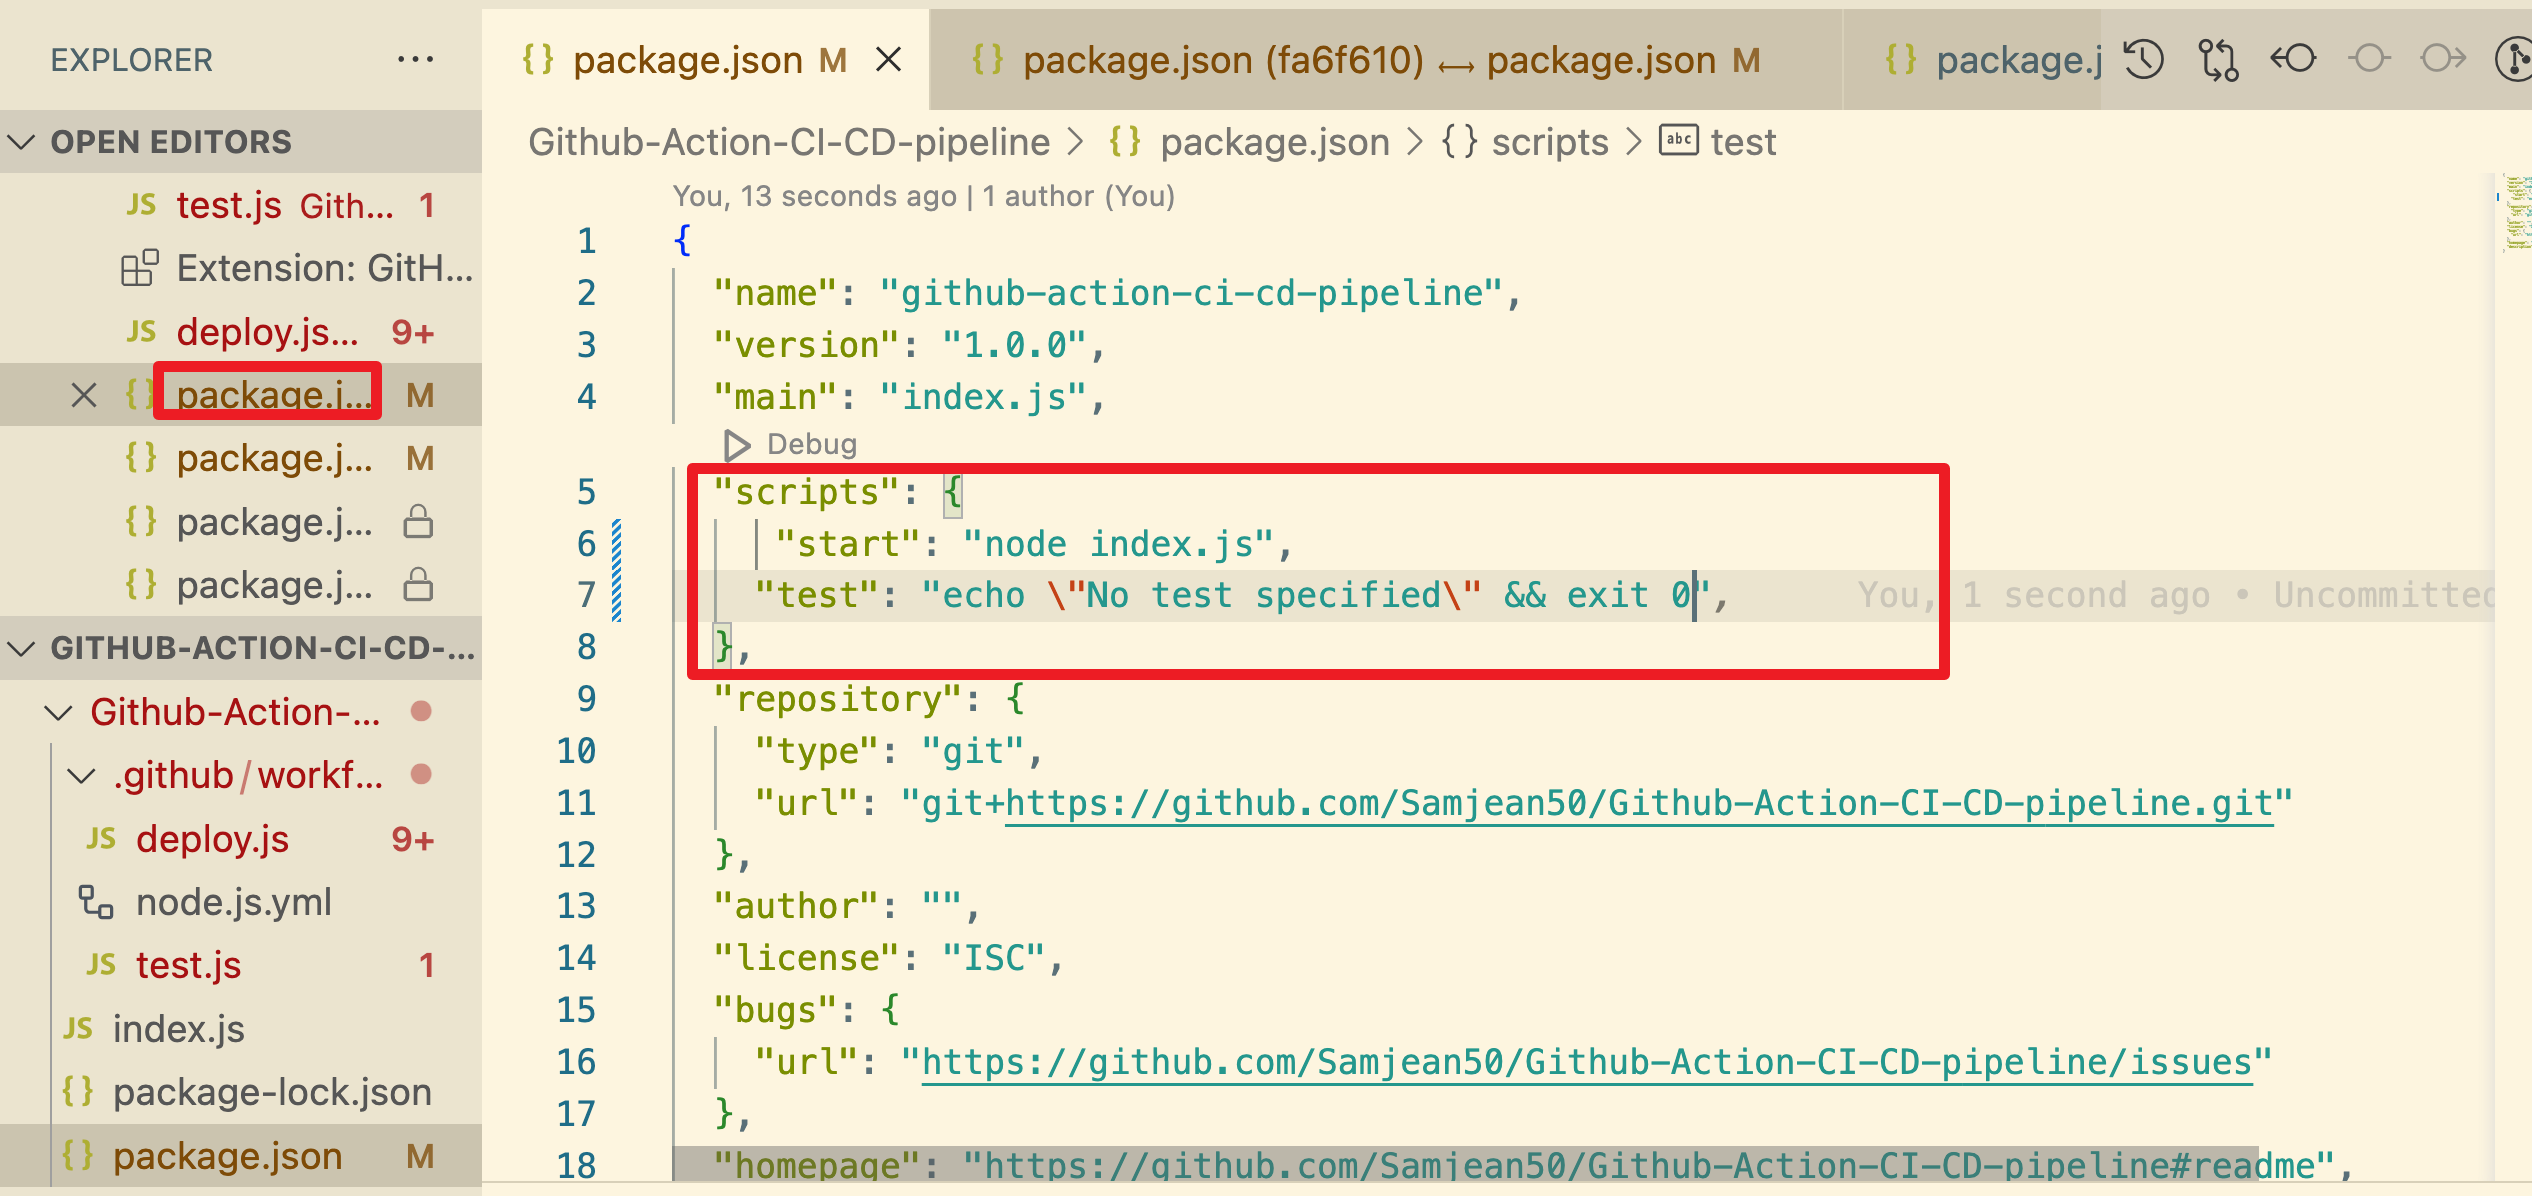 EXPLORER ...
OPEN EDITORS
JS test.js Gith... 1
Extension: GitH...
JS deploy.js... 9+
{} package.j... M
{} package.j... M
{} package.j...
{} package.j...
GITHUB-ACTION-CI-CD-...
Github-Action-...
.github/workf...
JS deploy.js 9+
node.js.yml
JS test.js 1
JS index.js
{} package-lock.json
{} package.json M
{} package.json M
{} package.json (fa6f610) ↔ package.json M
{} package.j
Github-Action-CI-CD-pipeline > {} package.json > {} scripts > abc test
You, 13 seconds ago | 1 author (You)
1 {
2 "name": "github-action-ci-cd-pipeline",
3 "version": "1.0.0",
4 "main": "index.js",
Debug
5 "scripts": {
6 "start": "node index.js",
7 "test": "echo \"No test specified\" && exit 0", You, 1 second ago • Uncommitted
8 },
9 "repository": {
10 "type": "git",
11 "url": "git+https://github.com/Samjean50/Github-Action-CI-CD-pipeline.git"
12 },
13 "author": "",
14 "license": "ISC",
15 "bugs": {
16 "url": "https://github.com/Samjean50/Github-Action-CI-CD-pipeline/issues"
17 },
18 "homepage": "https://github.com/Samjean50/Github-Action-CI-CD-pipeline#readme",